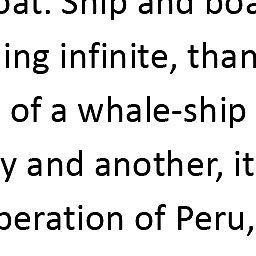 oat. Ship and boa
ing infinite, than
of a whale-ship
y and another, it
peration of Peru,